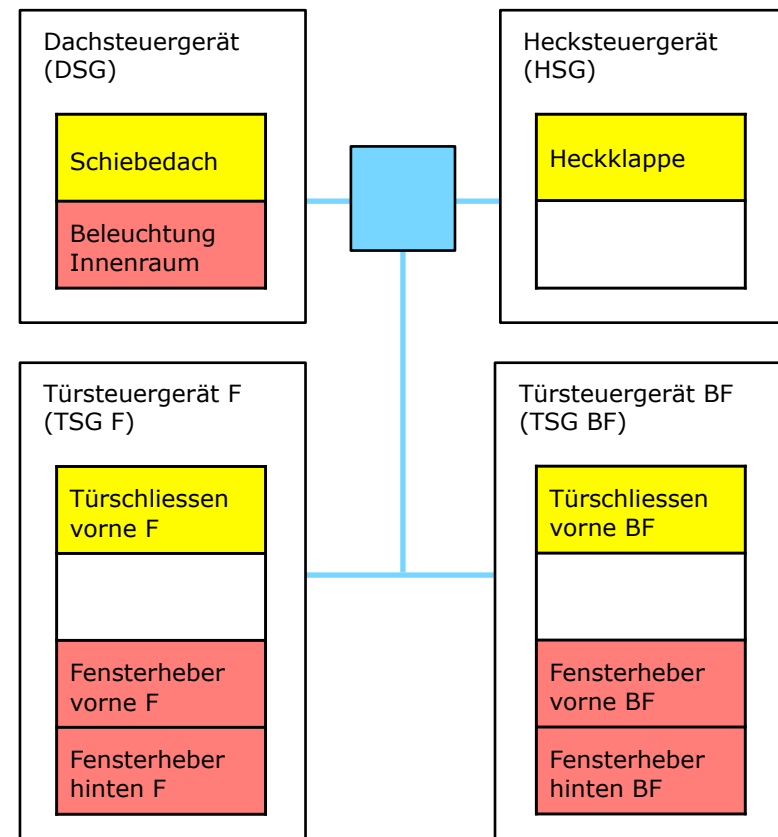 Dachsteuergerät
(DSG)
Schiebedach
Beleuchtung
Innenraum
Hecksteuergerät
(HSG)
Heckklappe
Türsteuergerät F
(TSG F)
Türschliessen
vorne F
Fensterheber
vorne F
Fensterheber
hinten F
Türsteuergerät BF
(TSG BF)
Türschliessen
vorne BF
Fensterheber
vorne BF
Fensterheber
hinten BF